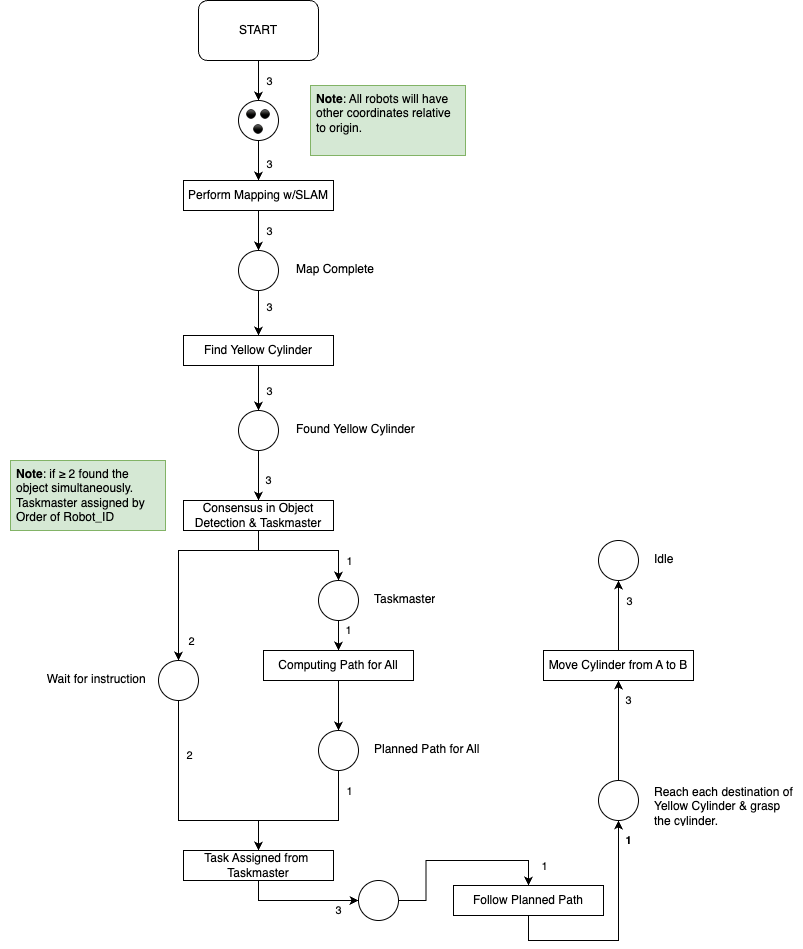 START
3
Note: All robots will have
other coordinates relative
to origin.
3
Perform Mapping w/SLAM
3
Map Complete
3
Find Yellow Cylinder
3
Found Yellow Cylinder
3
Note: if ≥ 2 found the
object simultaneously.
Taskmaster assigned by
Order of Robot_ID
Consensus in Object
Detection & Taskmaster
1
Taskmaster
1
2
Wait for instruction
Computing Path for All
2
Planned Path for All
1
Task Assigned from
Taskmaster
3
1
Follow Planned Path
1
Reach each destination of
Yellow Cylinder & grasp
the cylinder.
3
Move Cylinder from A to B
3
Idle